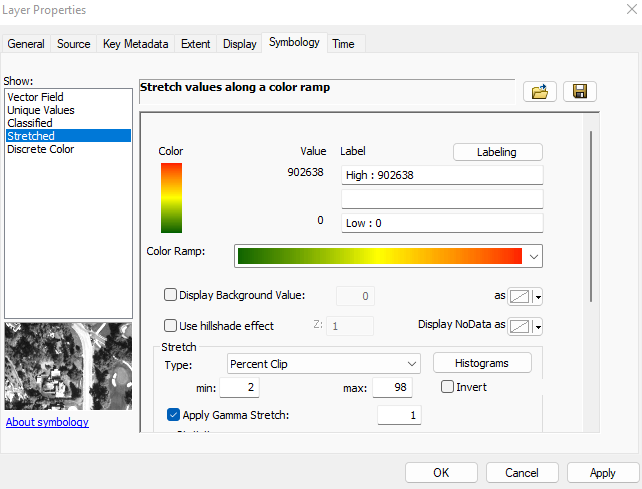 Layer Properties
General Source Key Metadata Extent Display Symbology Time
Show:
Vector Field
Unique Values
Classified
Stretched
Discrete Color
About symbology
Stretch values along a color ramp
Color Value Label Labeling
902638 High : 902638
0 Low : 0
Color Ramp:
Display Background Value: 0 as
Use hillshade effect Z: 1 Display NoData as
Stretch
Type: Percent Clip Histograms
min: 2 max: 98 Invert
Apply Gamma Stretch: 1
OK Cancel Apply